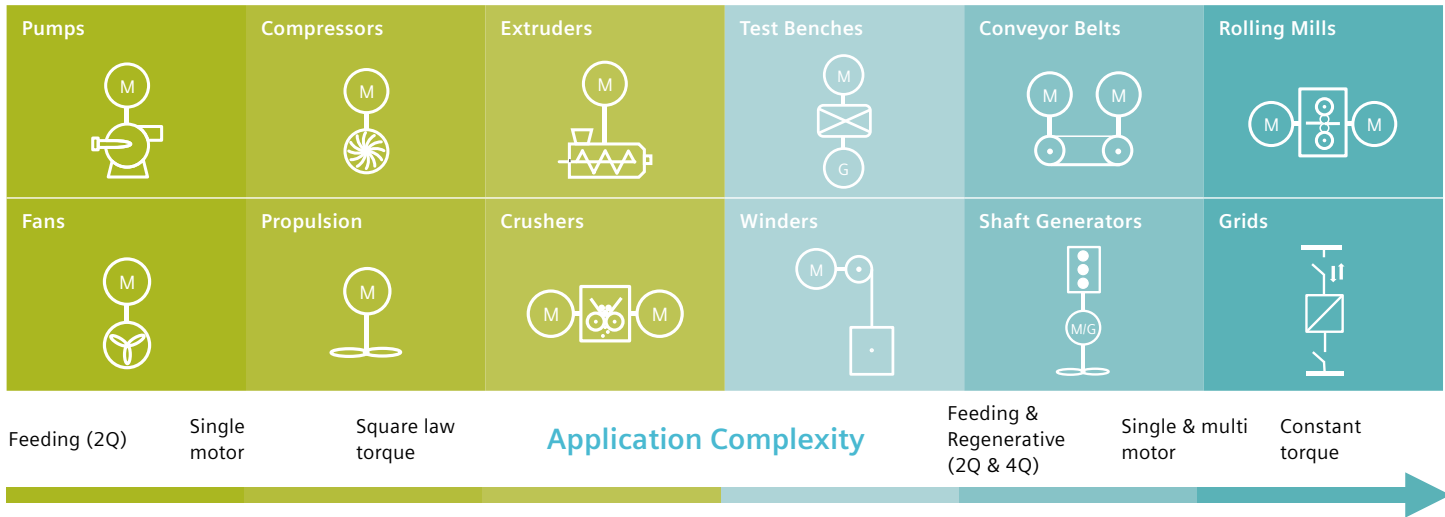 Pumps
Compressors
Extruders
Test Benches
Conveyor Belts
Rolling Mills
M
M
M
M
G
M
M
M
M
Fans
Propulsion
Crushers
Winders
Shaft Generators
Grids
M
M
M
M
M
M/G
Feeding (2Q)
Single
motor
Square law
torque
Application Complexity
Feeding &
Regenerative
(2Q & 4Q)
Single & multi
motor
Constant
torque